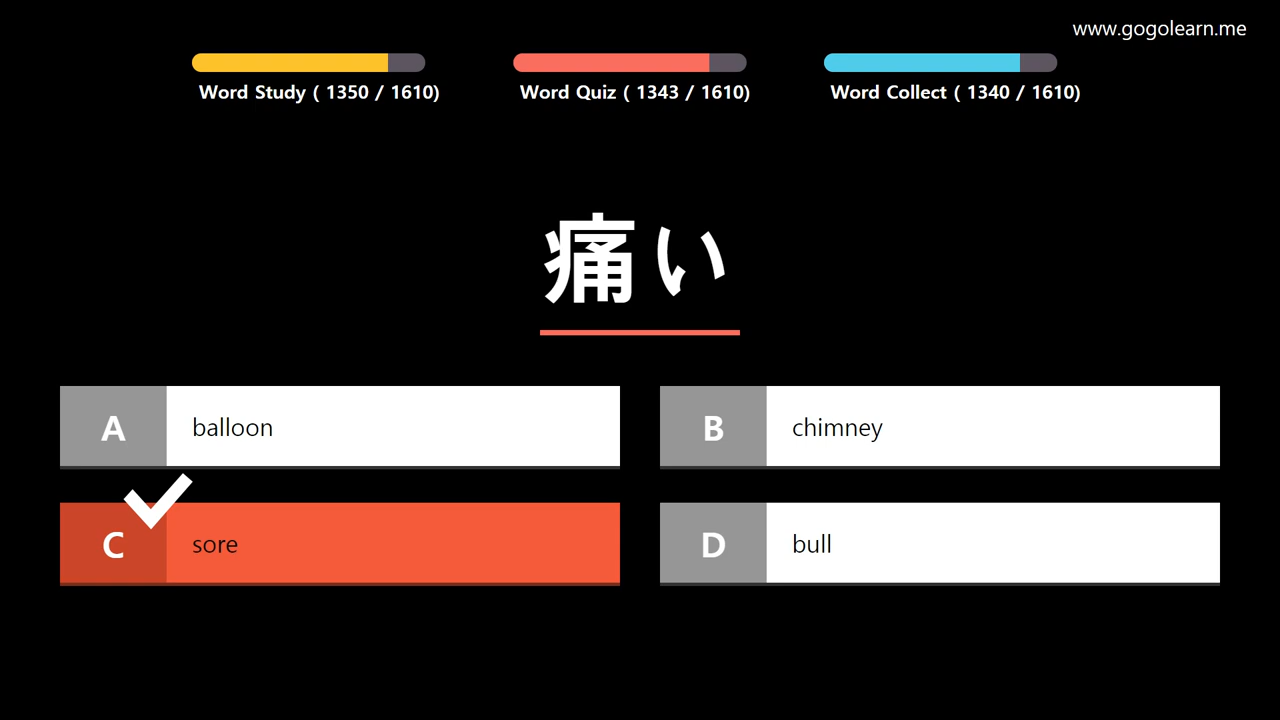 www.gogolearn.me
Word Study ( 1350 / 1610)
Word Quiz ( 1343 / 1610)
Word Collect ( 1340 / 1610)
痛い
A balloon
B chimney
C sore
D bull